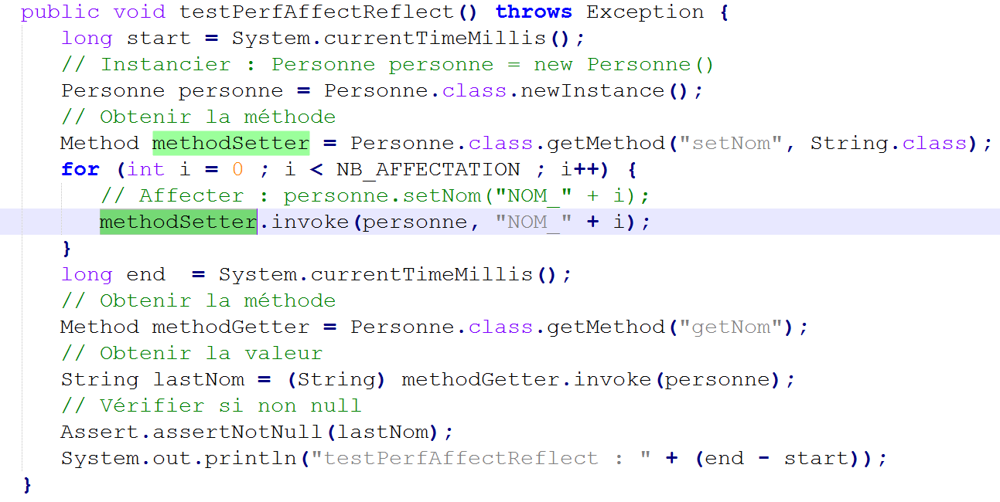 public void testPerfAffectReflect() throws Exception {
long start = System.currentTimeMillis();
// Instancier : Personne personne = new Personne()
Personne personne = Personne.class.newInstance();
// Obtenir la méthode
Method methodSetter = Personne.class.getMethod("setNom", String.class);
for (int i = 0 ; i < NB_AFFECTATION ; i++) {
// Affecter : personne.setNom("NOM_" + i);
methodSetter.invoke(personne, "NOM_" + i);
}
long end  = System.currentTimeMillis();
// Obtenir la méthode
Method methodGetter = Personne.class.getMethod("getNom");
// Obtenir la valeur
String lastNom = (String) methodGetter.invoke(personne);
// Vérifier si non null
Assert.assertNotNull(lastNom);
System.out.println("testPerfAffectReflect : " + (end - start));
}